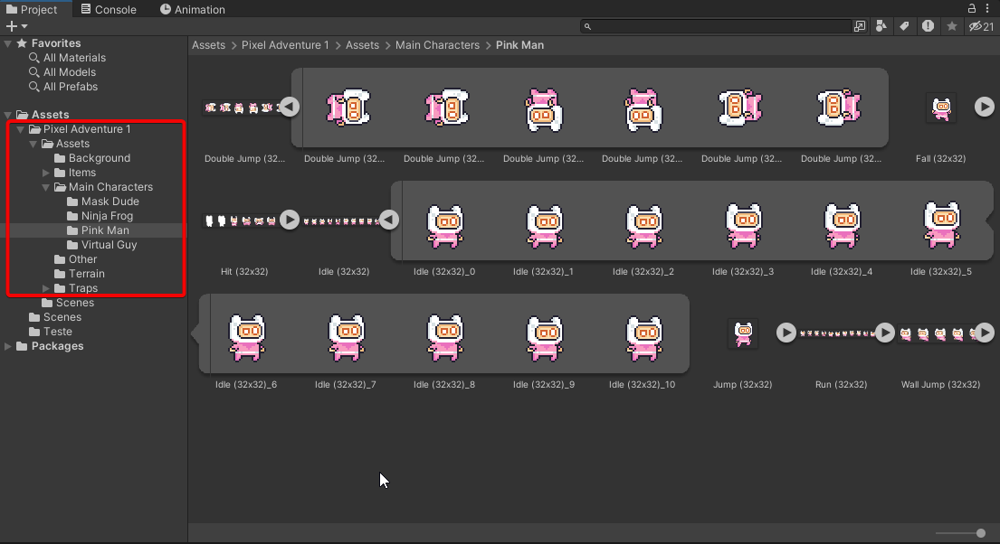 Project Console Animation
21
Favorites
All Materials
All Models
All Prefabs
Assets
Pixel Adventure 1
Assets
Background
Items
Main Characters
Mask Dude
Ninja Frog
Pink Man
Virtual Guy
Other
Terrain
Traps
Scenes
Scenes
Teste
Packages
Assets > Pixel Adventure 1 > Assets > Main Characters > Pink Man
Double Jump (32... Double Jump (32... Double Jump (32... Double Jump (32... Double Jump (32... Double Jump (32... Double Jump (32... Fall (32x32)
Hit (32x32) Idle (32x32) Idle (32x32)_0 Idle (32x32)_1 Idle (32x32)_2 Idle (32x32)_3 Idle (32x32)_4 Idle (32x32)_5
Idle (32x32)_6 Idle (32x32)_7 Idle (32x32)_8 Idle (32x32)_9 Idle (32x32)_10 Jump (32x32) Run (32x32) Wall Jump (32x32)